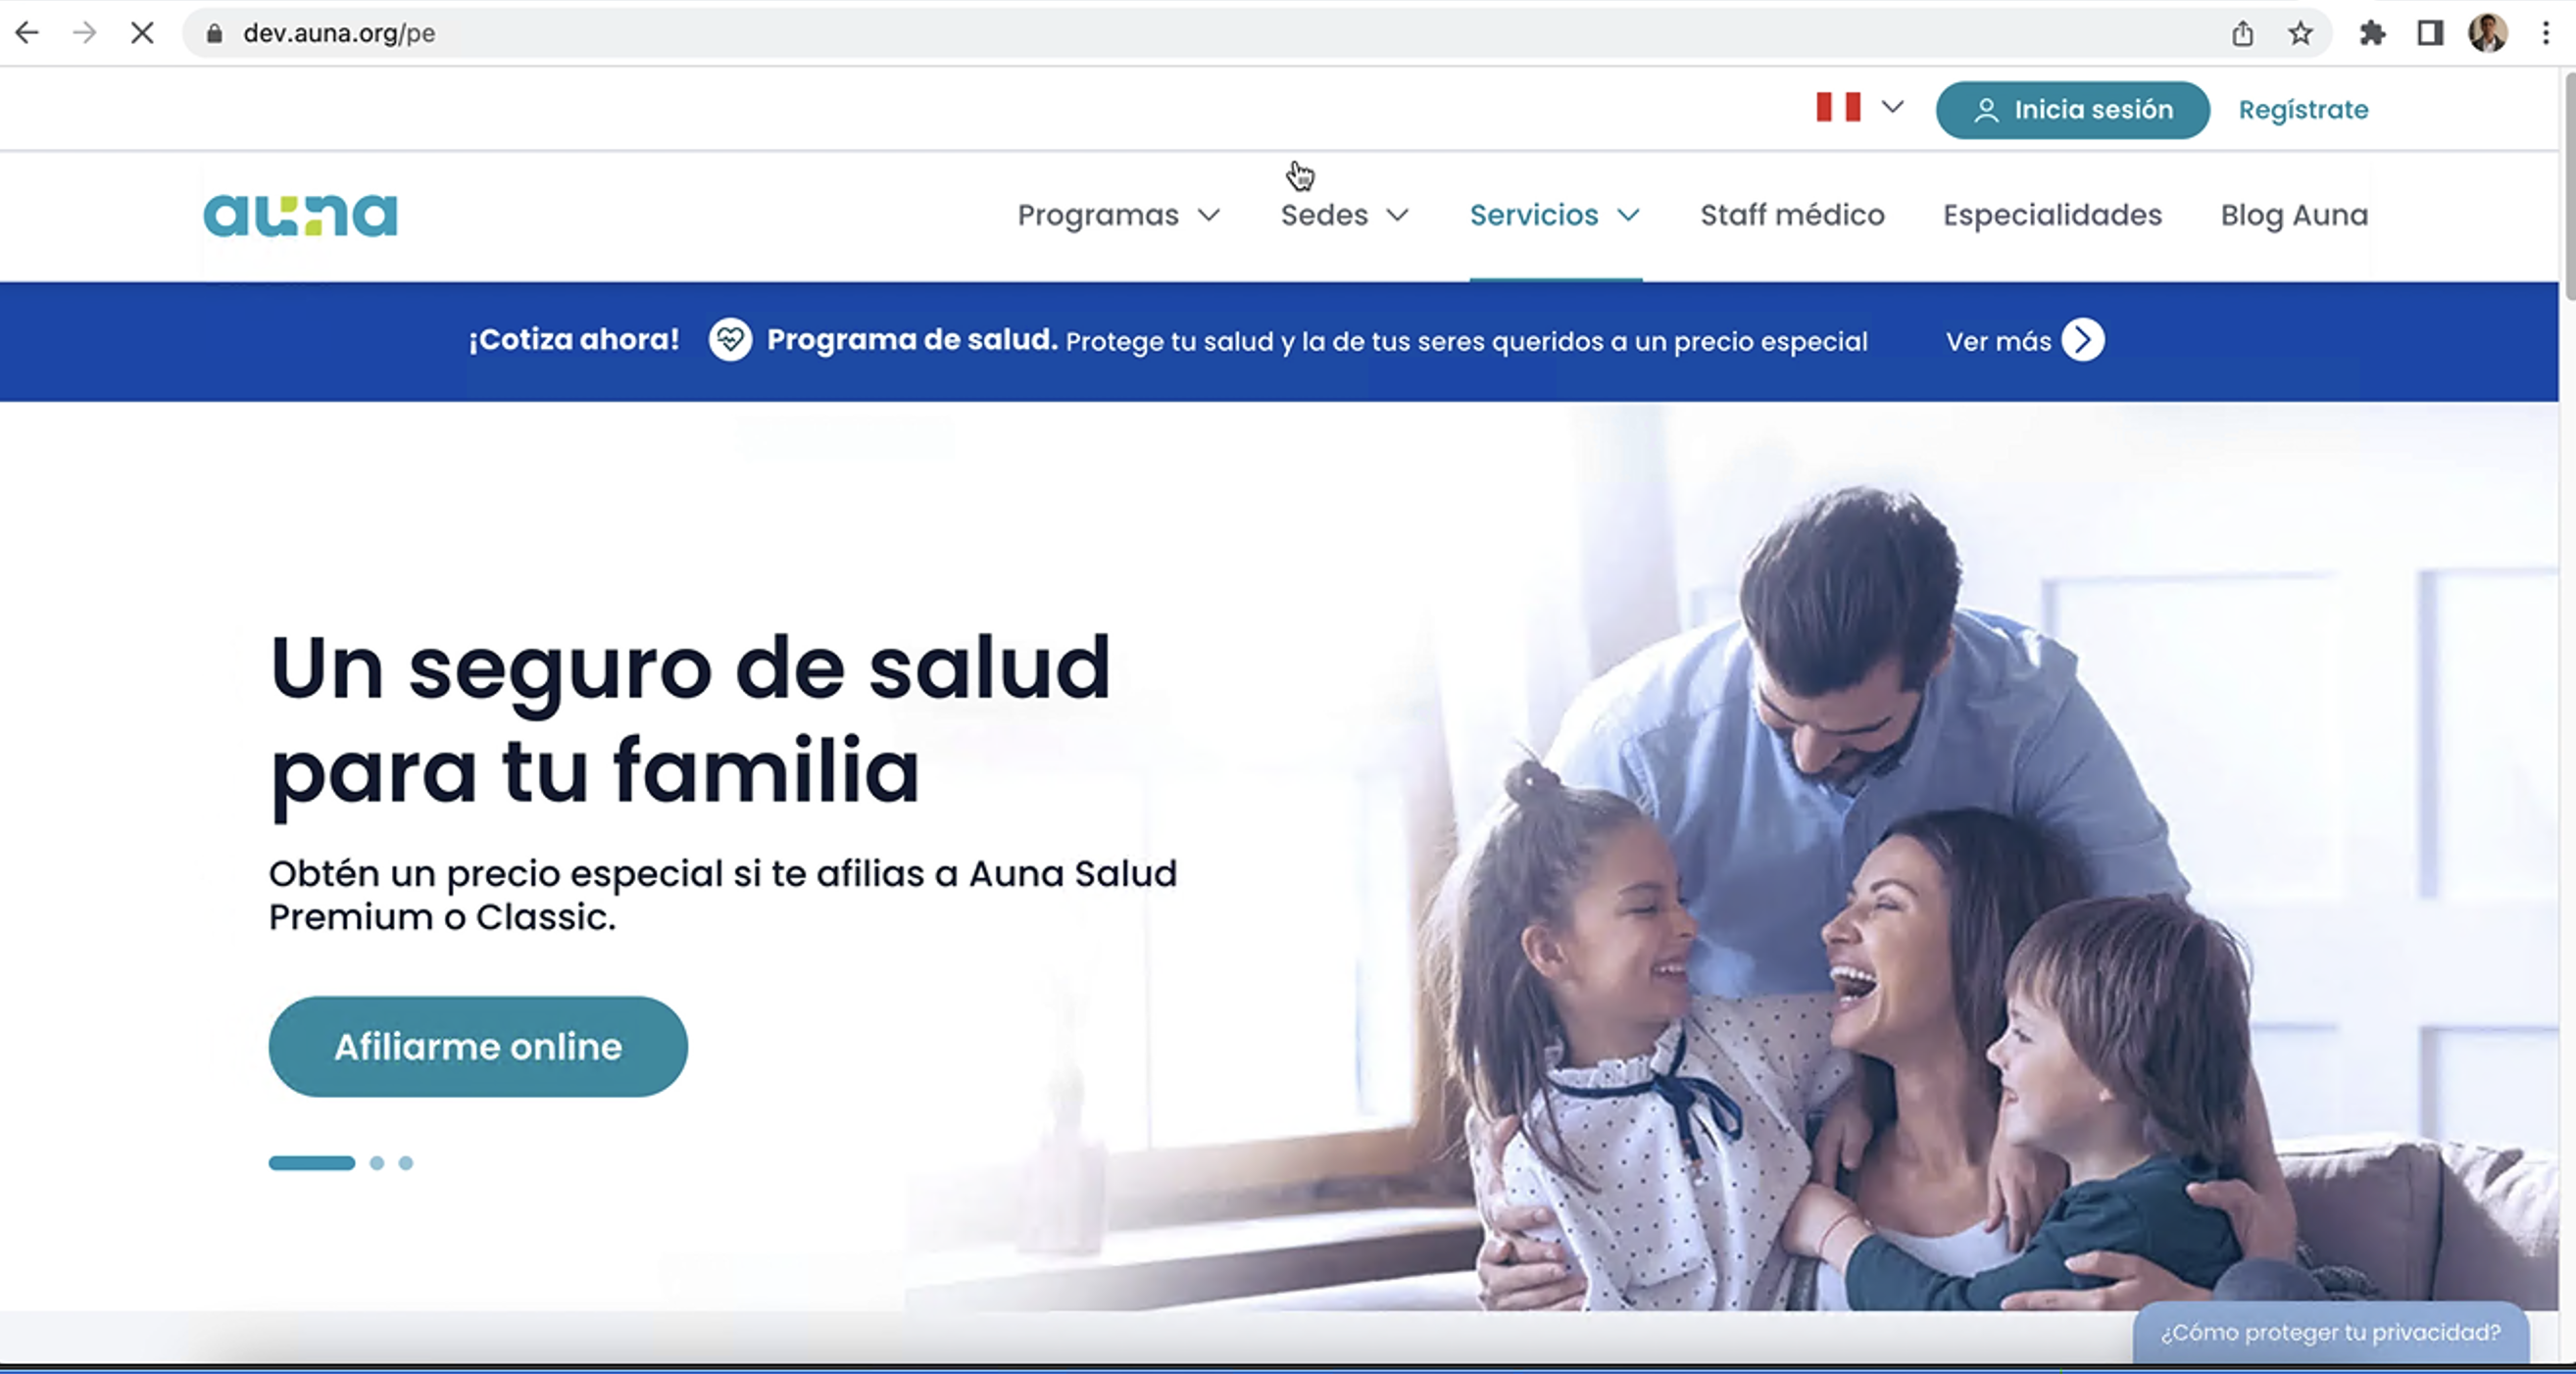 dev.auna.org/pe
Inicia sesión
Regístrate
auna
Programas
Sedes
Servicios
Staff médico
Especialidades
Blog Auna
¡Cotiza ahora! Programa de salud. Protege tu salud y la de tus seres queridos a un precio especial Ver más
Un seguro de salud
para tu familia
Obtén un precio especial si te afilias a Auna Salud
Premium o Classic.
Afiliarme online
¿Cómo proteger tu privacidad?